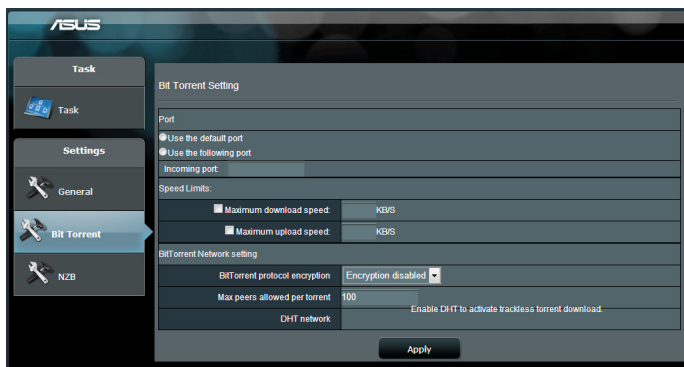 ASUS
Task
Task
Settings
General
Bit Torrent
NZB
Bit Torrent Setting
Port
Use the default port
Use the following port
Incoming port:
Speed Limits:
Maximum download speed: KB/S
Maximum upload speed: KB/S
BitTorrent Network setting
BitTorrent protocol encryption Encryption disabled
Max peers allowed per torrent 100
DHT network Enable DHT to activate trackless torrent download.
Apply